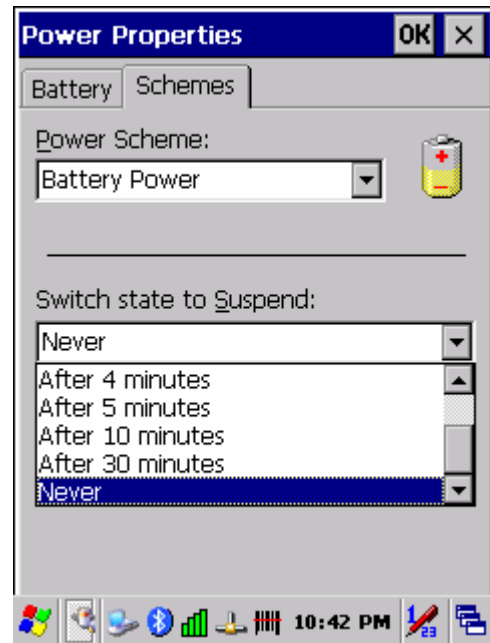 Power Properties OK ×
Battery Schemes
Power Scheme:
Battery Power
Switch state to Suspend:
Never
After 4 minutes
After 5 minutes
After 10 minutes
After 30 minutes
Never
10:42 PM